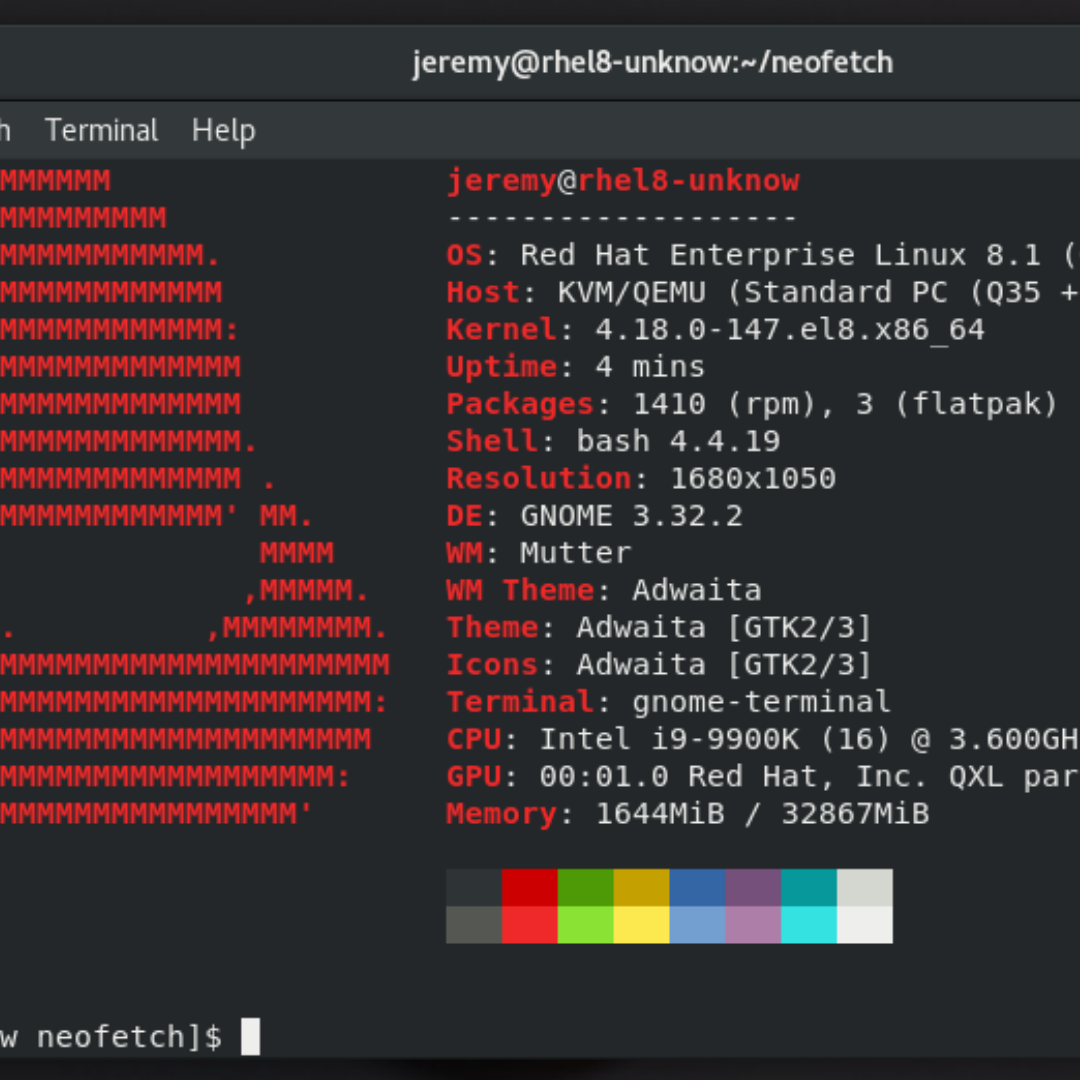 jeremy@rhel8-unknow:~/neofetch
h Terminal Help
MMMMMM jeremy@rhel8-unknow
MMMMMMMMM -------------------
MMMMMMMMMMM. OS: Red Hat Enterprise Linux 8.1 (
MMMMMMMMMMMM Host: KVM/QEMU (Standard PC (Q35 +
MMMMMMMMMMMM: Kernel: 4.18.0-147.el8.x86_64
MMMMMMMMMMMMM Uptime: 4 mins
MMMMMMMMMMMMM Packages: 1410 (rpm), 3 (flatpak)
MMMMMMMMMMMMM. Shell: bash 4.4.19
MMMMMMMMMMMMM . Resolution: 1680x1050
MMMMMMMMMMMM' MM. DE: GNOME 3.32.2
MMMM WM: Mutter
,MMMMM. WM Theme: Adwaita
. ,MMMMMMMM. Theme: Adwaita [GTK2/3]
MMMMMMMMMMMMMMMMMMMMM Icons: Adwaita [GTK2/3]
MMMMMMMMMMMMMMMMMMMM: Terminal: gnome-terminal
MMMMMMMMMMMMMMMMMMMM CPU: Intel i9-9900K (16) @ 3.600GH
MMMMMMMMMMMMMMMMMM: GPU: 00:01.0 Red Hat, Inc. QXL par
MMMMMMMMMMMMMMMM' Memory: 1644MiB / 32867MiB
w neofetch]$